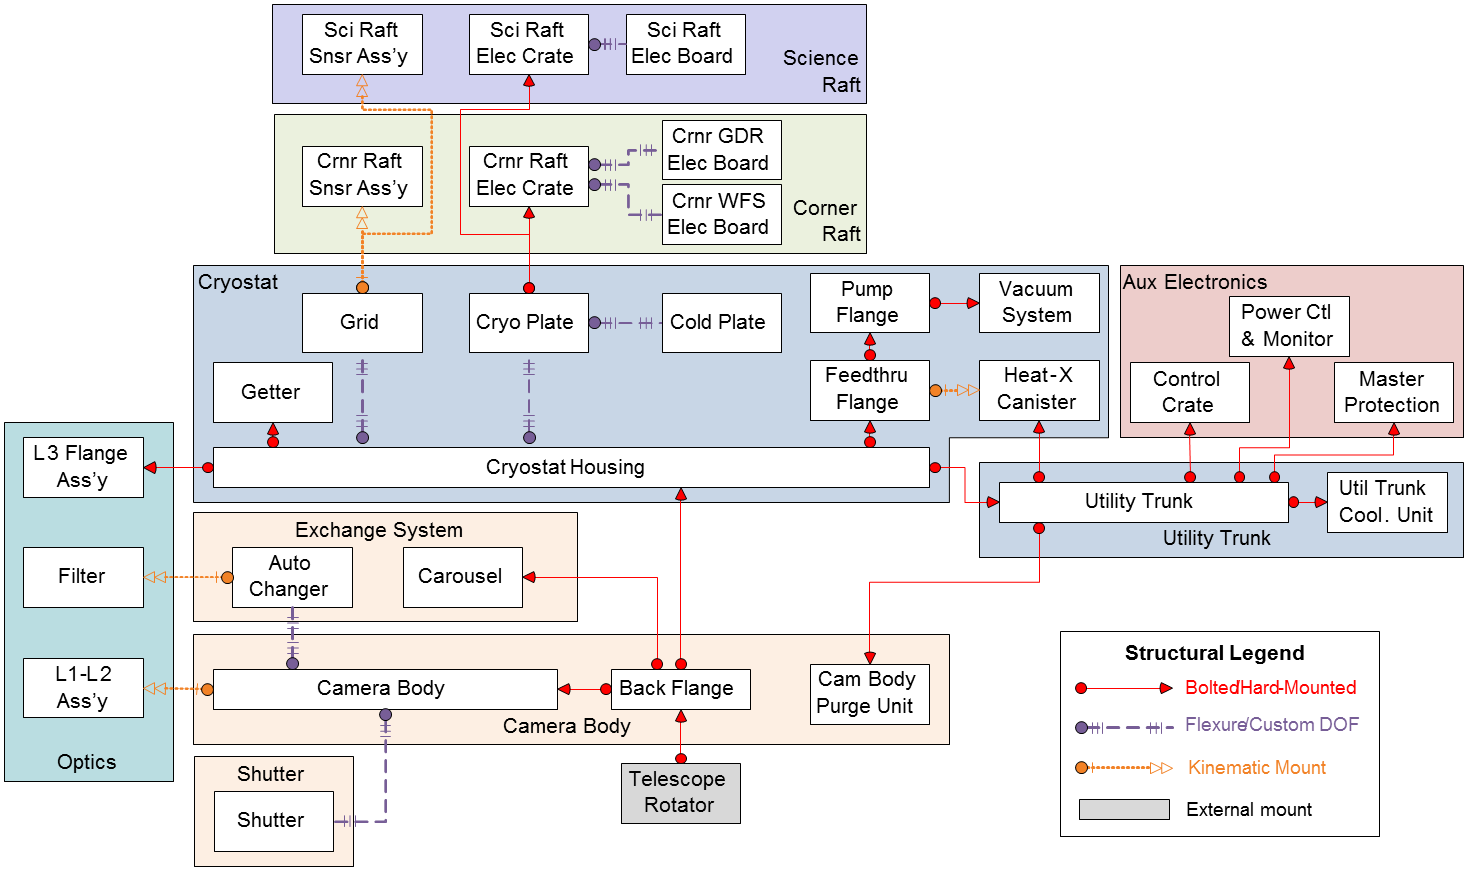 Sci Raft
Snsr Ass’y
Sci Raft
Elec Crate
Sci Raft
Elec Board
Science
Raft
Crnr Raft
Snsr Ass’y
Crnr Raft
Elec Crate
Crnr GDR
Elec Board
Crnr WFS
Elec Board
Corner
Raft
Cryostat
Grid
Cryo Plate
Cold Plate
Pump
Flange
Vacuum
System
Getter
Feedthru
Flange
Heat-X
Canister
Cryostat Housing
Aux Electronics
Power Ctl
& Monitor
Control
Crate
Master
Protection
L3 Flange
Ass’y
Filter
L1-L2
Ass’y
Optics
Utility Trunk
Util Trunk
Cool. Unit
Utility Trunk
Exchange System
Auto
Changer
Carousel
Camera Body
Back Flange
Cam Body
Purge Unit
Camera Body
Shutter
Shutter
Telescope
Rotator
Structural Legend
Bolted/Hard-Mounted
Flexure/Custom DOF
Kinematic Mount
External mount